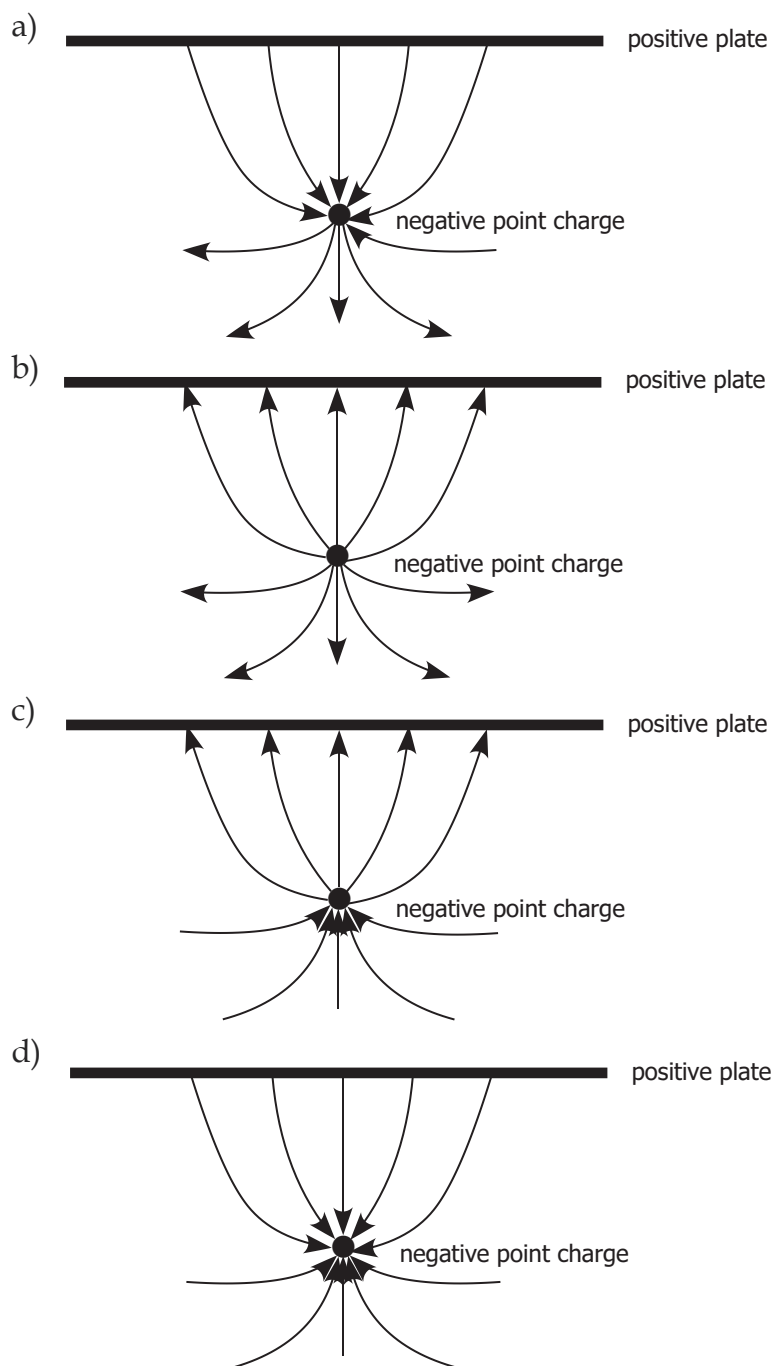 a)
positive plate
negative point charge
b)
positive plate
negative point charge
c)
positive plate
negative point charge
d)
positive plate
negative point charge